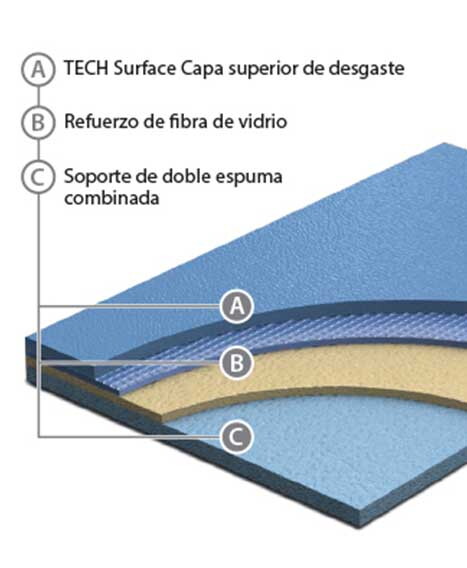 A TECH Surface Capa superior de desgaste
B Refuerzo de fibra de vidrio
C Soporte de doble espuma
combinada
A
B
C